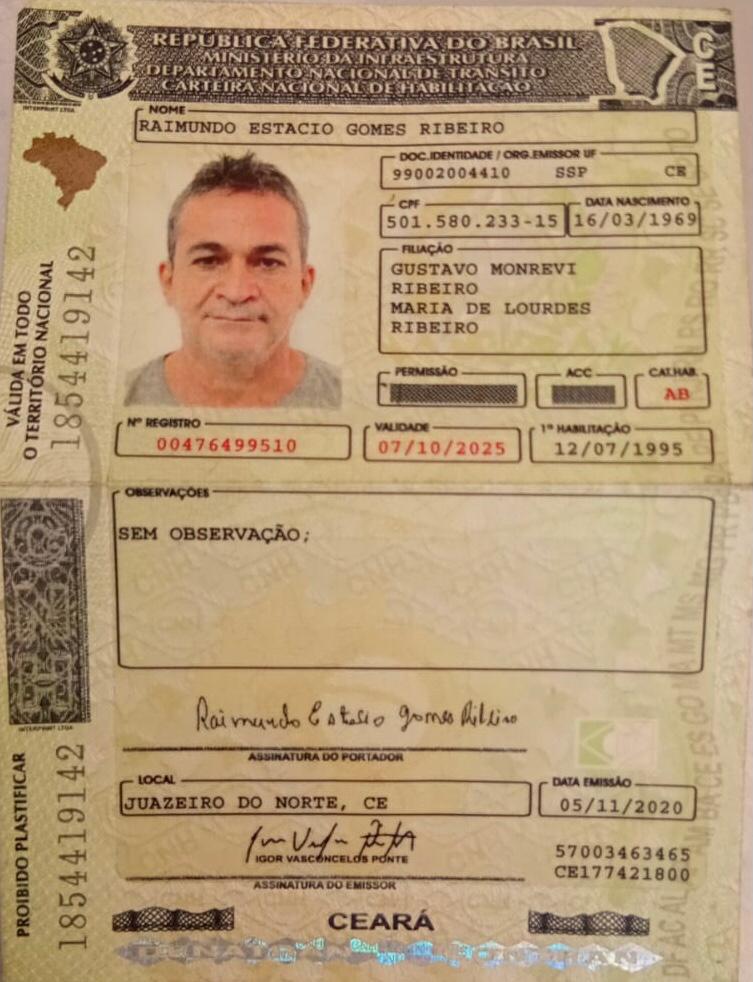 REPÚBLICA FEDERATIVA DO BRASIL
MINISTÉRIO DA INFRAESTRUTURA
DEPARTAMENTO NACIONAL DE TRÂNSITO
CARTEIRA NACIONAL DE HABILITAÇÃO
INTERPRINT LTDA
NOME
RAIMUNDO ESTACIO GOMES RIBEIRO
DOC.IDENTIDADE / ORG.EMISSOR UF
99002004410 SSP CE
CPF
501.580.233-15
DATA NASCIMENTO
16/03/1969
FILIAÇÃO
GUSTAVO MONREVI
RIBEIRO
MARIA DE LOURDES
RIBEIRO
PERMISSÃO
ACC
CAT.HAB.
AB
Nº REGISTRO
00476499510
VALIDADE
07/10/2025
1ª HABILITAÇÃO
12/07/1995
VÁLIDA EM TODO
O TERRITÓRIO NACIONAL
1854419142
OBSERVAÇÕES
SEM OBSERVAÇÃO;
INTERPRINT LTDA
Raimundo Estacio Gomes Ribeiro
ASSINATURA DO PORTADOR
LOCAL
JUAZEIRO DO NORTE, CE
DATA EMISSÃO
05/11/2020
IGOR VASCONCELOS PONTE
ASSINATURA DO EMISSOR
57003463465
CE177421800
PROIBIDO PLASTIFICAR
1854419142
CEARÁ